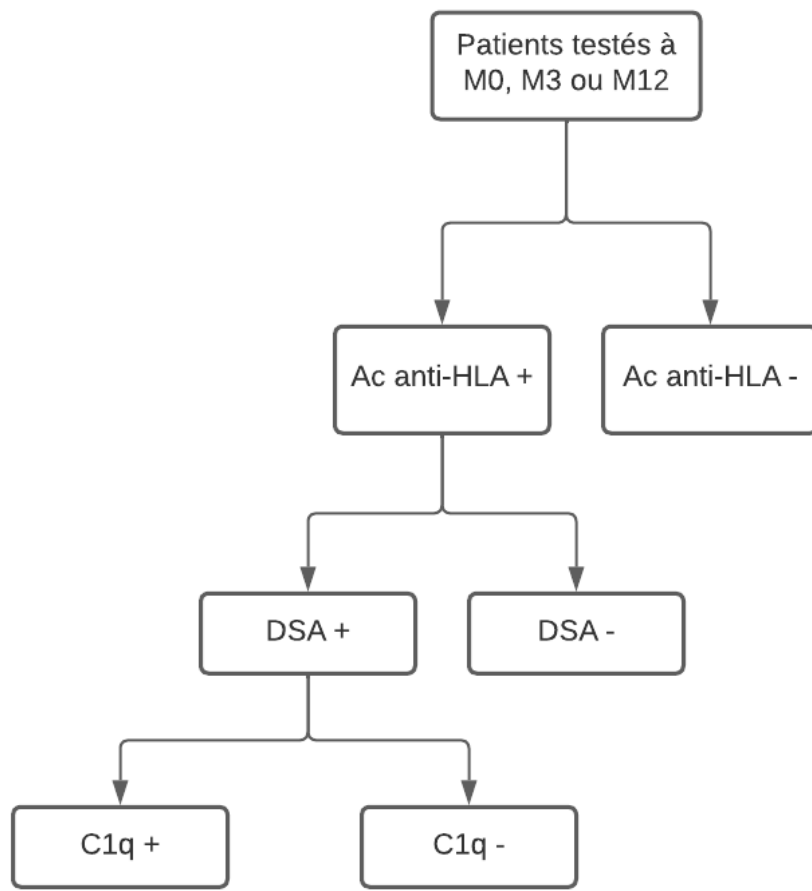 Patients testés à
M0, M3 ou M12
Ac anti-HLA +
Ac anti-HLA -
DSA +
DSA -
C1q +
C1q -